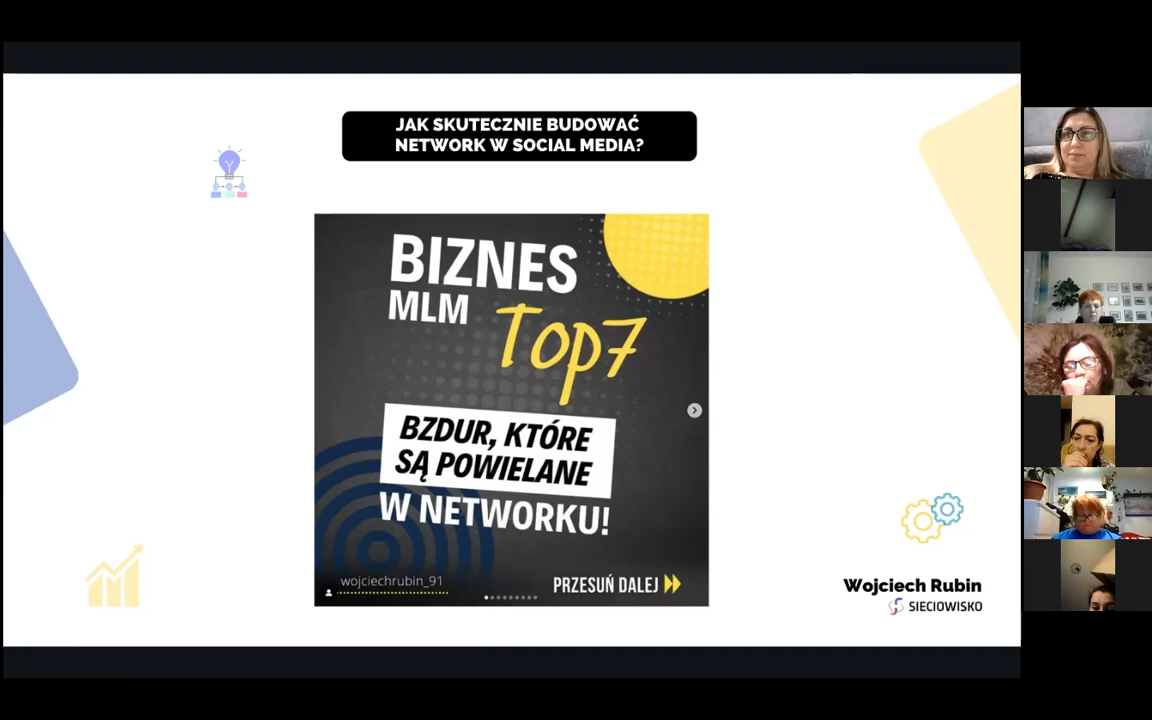 JAK SKUTECZNIE BUDOWAĆ
NETWORK W SOCIAL MEDIA?
BIZNES
MLM
Top7
BZDUR, KTÓRE
SĄ POWIELANE
W NETWORKU!
wojciechrubin_91
PRZESUŃ DALEJ
Wojciech Rubin
SIECIOWISKO